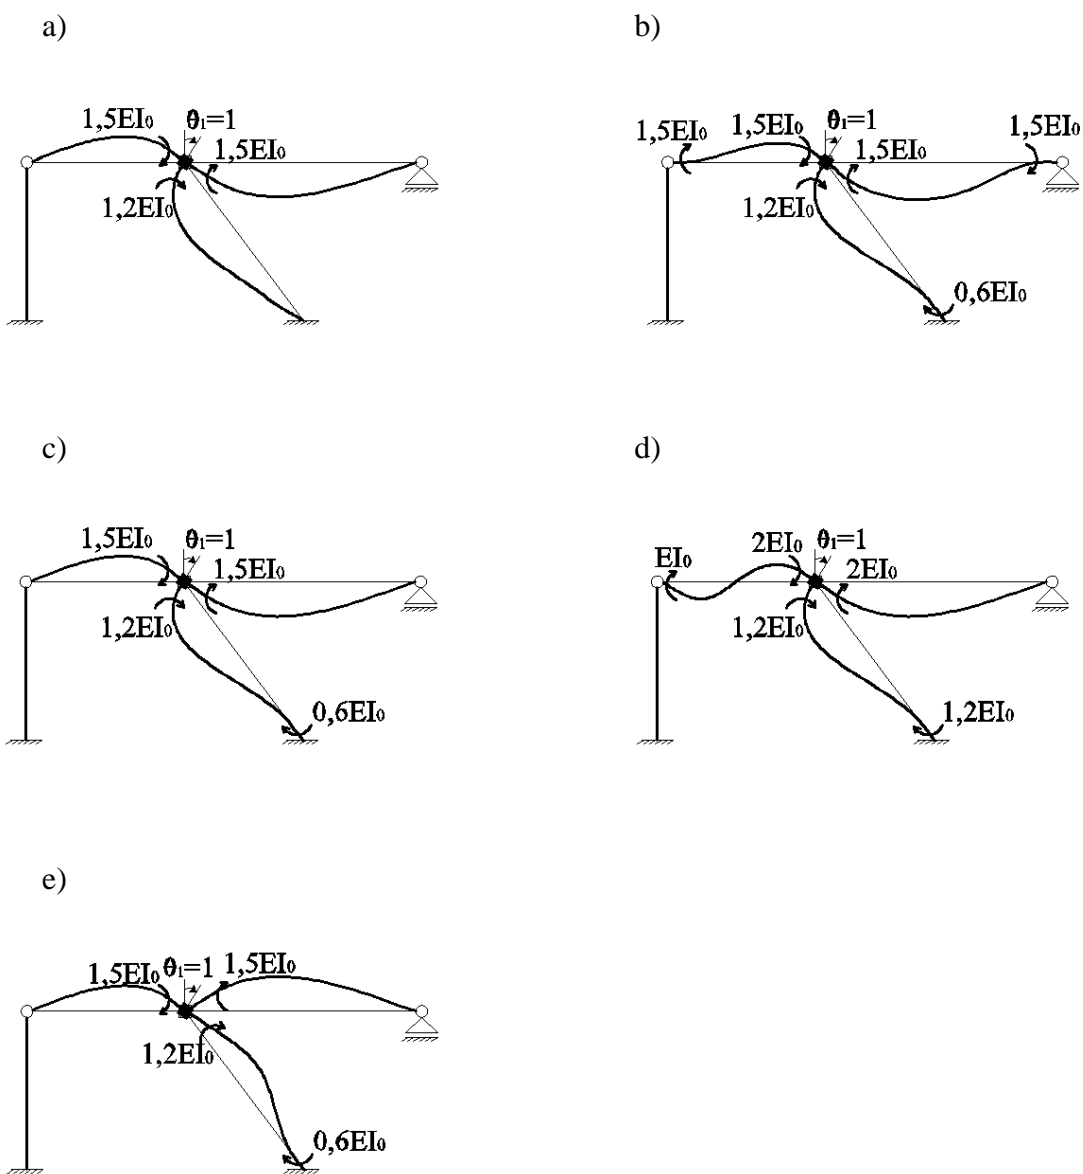 a)
b)
1,5EI₀ θ₁=1
1,5EI₀
1,2EI₀
1,5EI₀ 1,5EI₀ θ₁=1 1,5EI₀
1,5EI₀
1,2EI₀
0,6EI₀
c)
d)
1,5EI₀ θ₁=1
1,5EI₀
1,2EI₀
0,6EI₀
EI₀ 2EI₀ θ₁=1
2EI₀
1,2EI₀
1,2EI₀
e)
1,5EI₀ θ₁=1 1,5EI₀
1,2EI₀
0,6EI₀